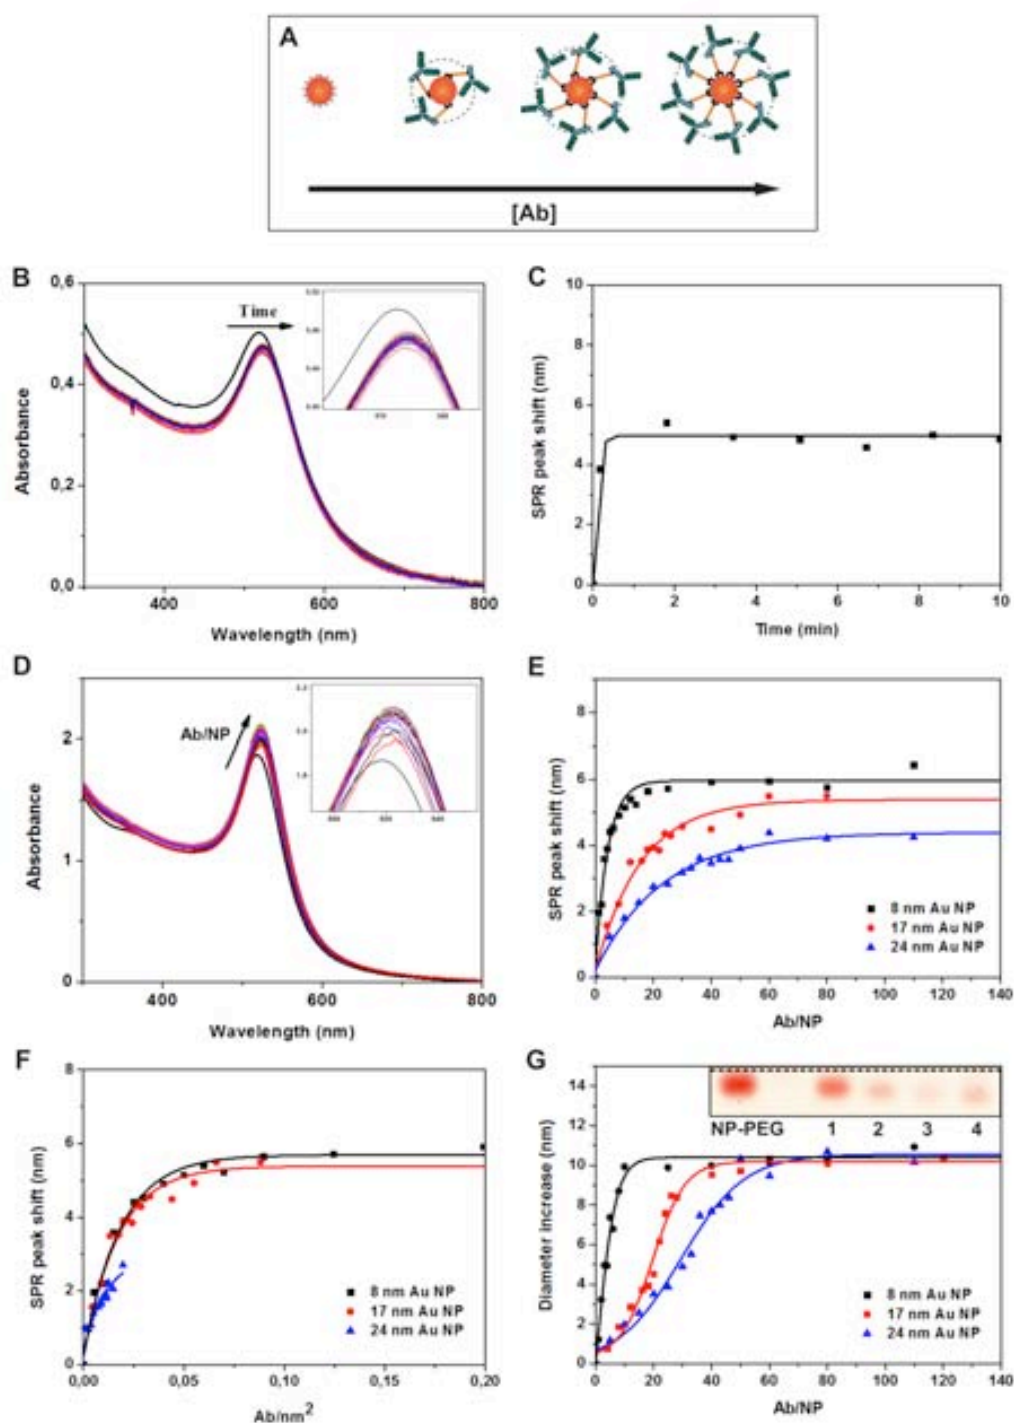 A
[Ab]
B
0,6
0,4
0,2
0,0
Absorbance
Time
400
600
800
Wavelength (nm)
C
10
8
6
4
2
0
SPR peak shift (nm)
0
2
4
6
8
10
Time (min)
D
2
1
0
Absorbance
Ab/NP
400
600
800
Wavelength (nm)
E
8
6
4
2
0
SPR peak shift (nm)
8 nm Au NP
17 nm Au NP
24 nm Au NP
0
20
40
60
80
100
120
140
Ab/NP
F
8
6
4
2
0
SPR peak shift (nm)
8 nm Au NP
17 nm Au NP
24 nm Au NP
0,00
0,05
0,10
0,15
0,20
Ab/nm²
G
14
12
10
8
6
4
2
0
Diameter increase (nm)
NP-PEG
1
2
3
4
8 nm Au NP
17 nm Au NP
24 nm Au NP
0
20
40
60
80
100
120
140
Ab/NP